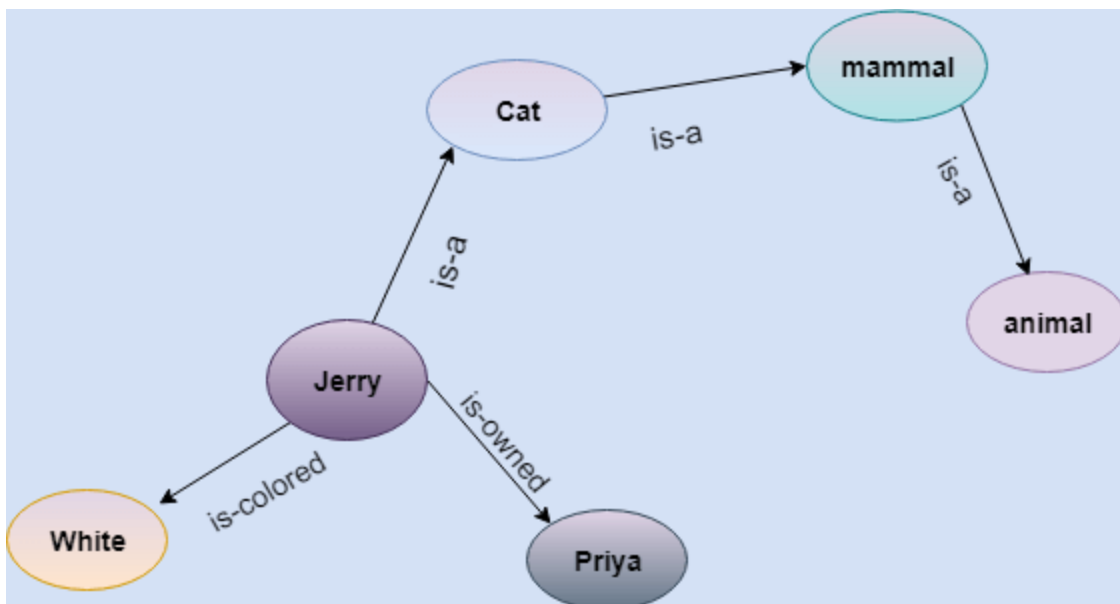 mammal
Cat
is-a
is-a
is-a
animal
Jerry
is-owned
is-colored
White
Priya